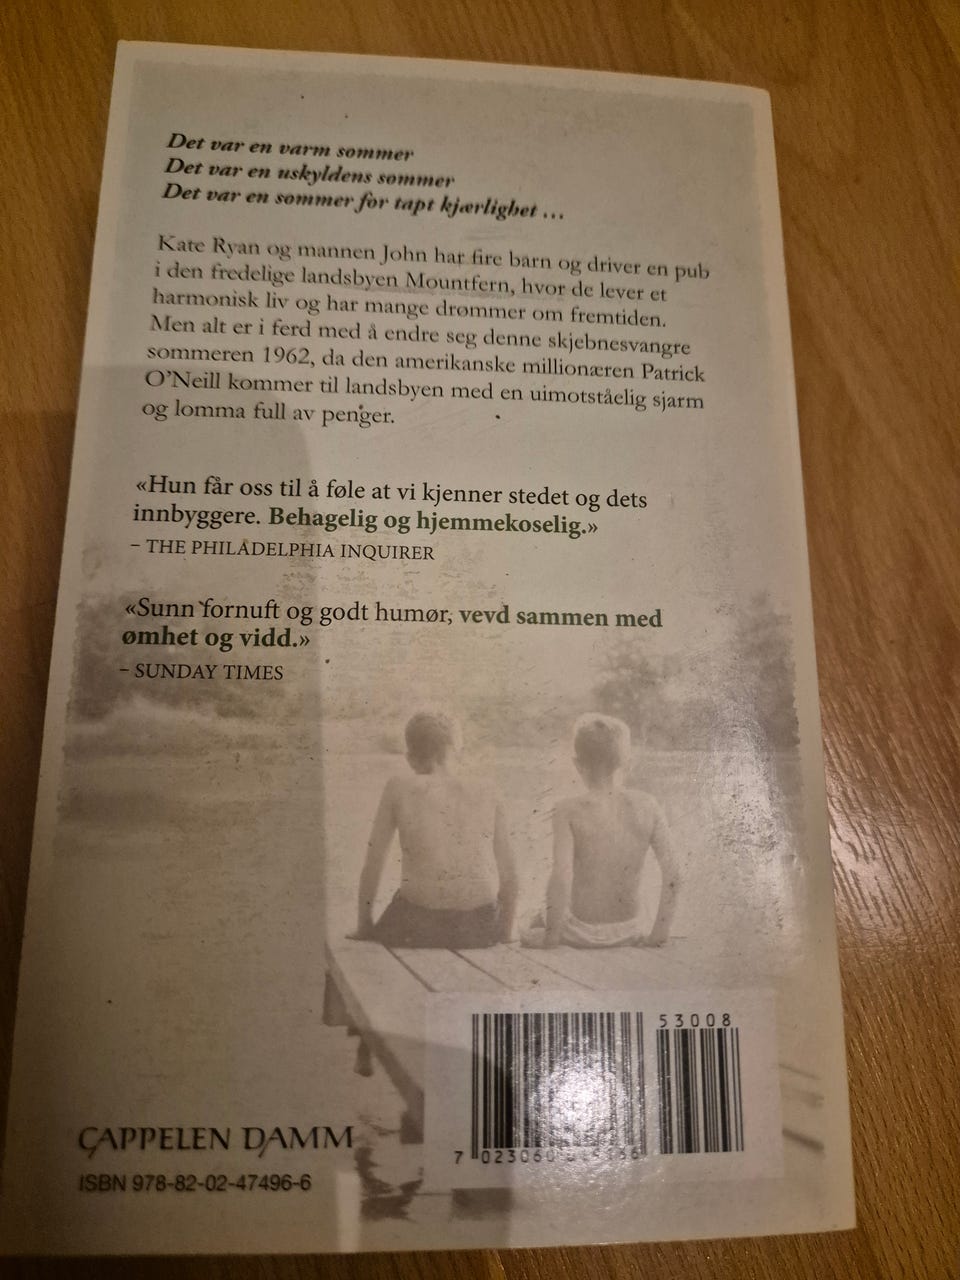 Det var en varm sommer
Det var en uskyldens sommer
Det var en sommer for tapt kjærlighet ...
Kate Ryan og mannen John har fire barn og driver en pub
i den fredelige landsbyen Mountfern, hvor de lever et
harmonisk liv og har mange drømmer om fremtiden.
Men alt er i ferd med å endre seg denne skjebnesvangre
sommeren 1962, da den amerikanske millionæren Patrick
O'Neill kommer til landsbyen med en uimotståelig sjarm
og lomma full av penger.
«Hun får oss til å føle at vi kjenner stedet og dets
innbyggere. Behagelig og hjemmekoselig.»
– THE PHILADELPHIA INQUIRER
«Sunn fornuft og godt humør, vevd sammen med
ømhet og vidd.»
– SUNDAY TIMES
53008
CAPPELEN DAMM
ISBN 978-82-02-47496-6